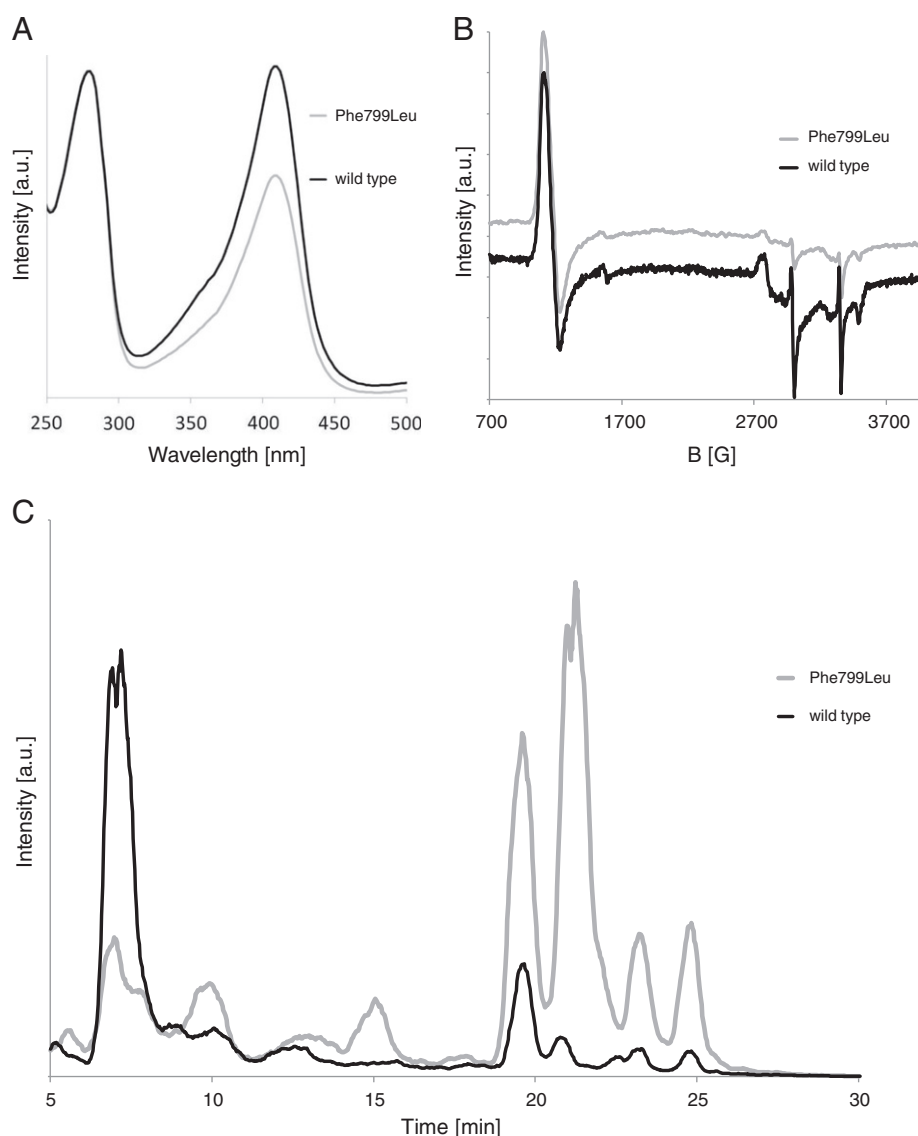 A
Intensity [a.u.]
Phe799Leu
wild type
250 300 350 400 450 500
Wavelength [nm]
B
Intensity [a.u.]
Phe799Leu
wild type
700 1700 2700 3700
B [G]
C
Intensity [a.u.]
Phe799Leu
wild type
5 10 15 20 25 30
Time [min]